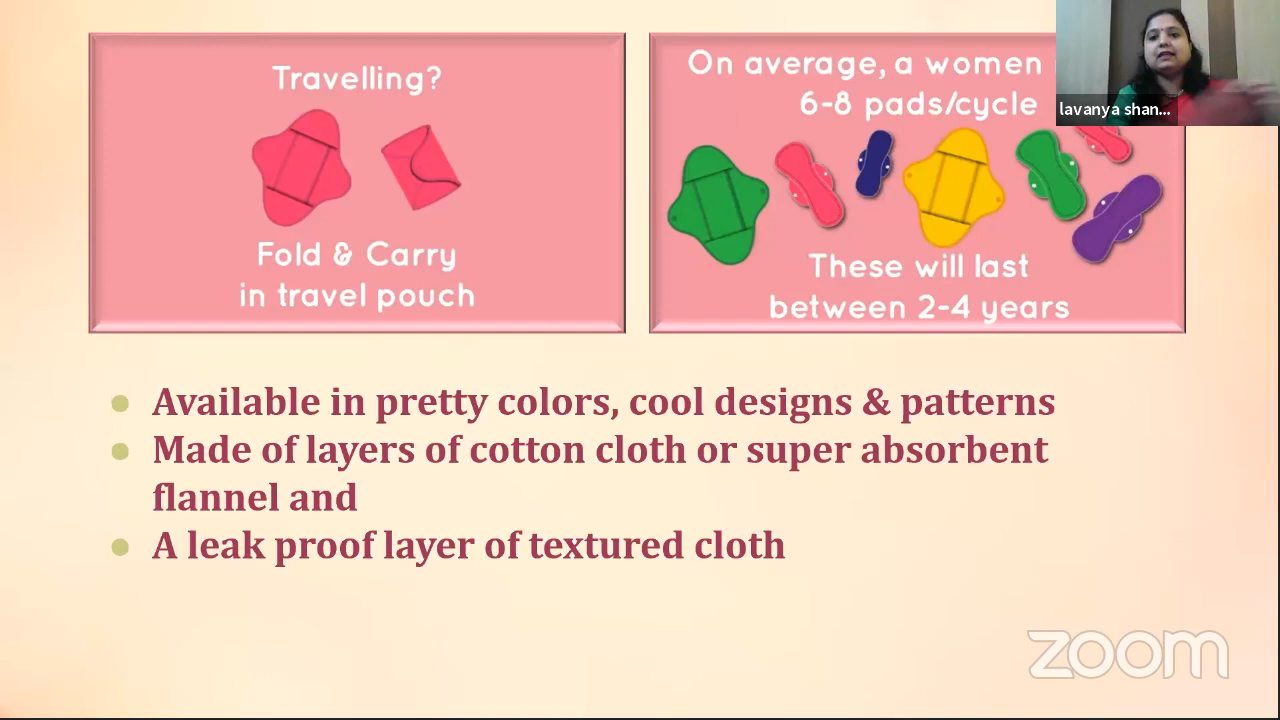 Travelling?
Fold & Carry
in travel pouch
On average, a women
6-8 pads/cycle
These will last
between 2-4 years
lavanya shan...
Available in pretty colors, cool designs & patterns
Made of layers of cotton cloth or super absorbent
flannel and
A leak proof layer of textured cloth
zoom